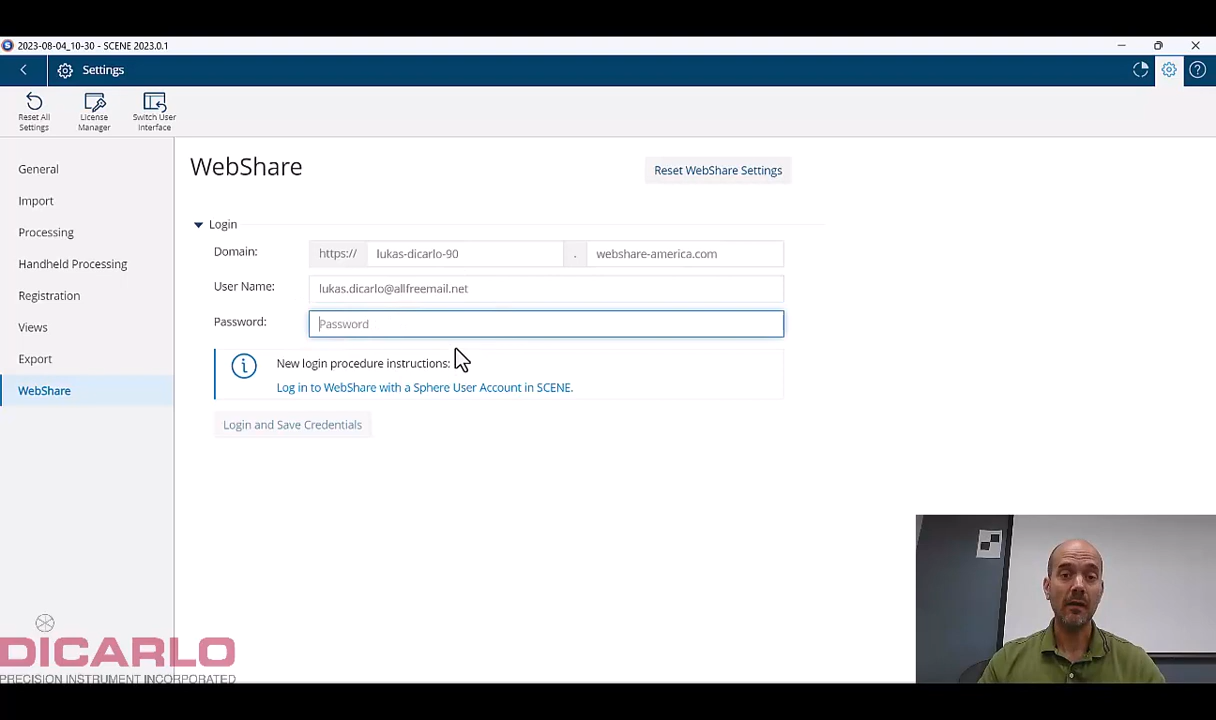 2023-08-04_10-30 - SCENE 2023.0.1
Settings
Reset All
Settings
License
Manager
Switch User
Interface
General
Import
Processing
Handheld Processing
Registration
Views
Export
WebShare
WebShare
Reset WebShare Settings
Login
Domain: https:// lukas-dicarlo-90 . webshare-america.com
User Name: lukas.dicarlo@allfreemail.net
Password: Password
New login procedure instructions:
Log in to WebShare with a Sphere User Account in SCENE.
Login and Save Credentials
DICARLO
PRECISION INSTRUMENT INCORPORATED